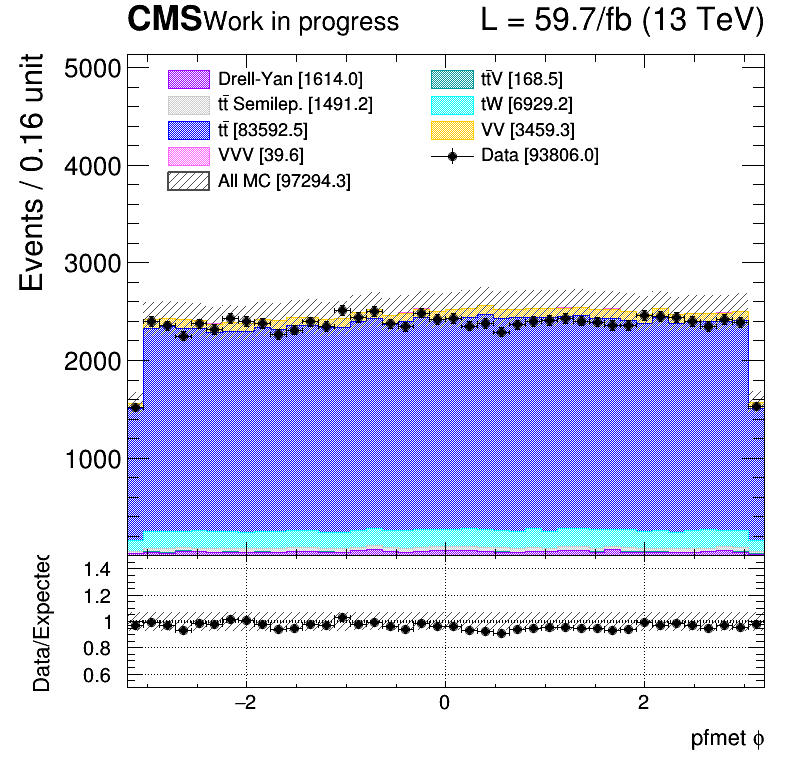 CMS Work in progress L = 59.7/fb (13 TeV)
Events / 0.16 unit
5000
4000
3000
2000
1000
Drell-Yan [1614.0]
tt̄ Semilep. [1491.2]
tt̄ [83592.5]
VVV [39.6]
All MC [97294.3]
tt̄V [168.5]
tW [6929.2]
VV [3459.3]
Data [93806.0]
Data/Expected
1.4
1.2
1
0.8
0.6
−2 0 2
pfmet ϕ